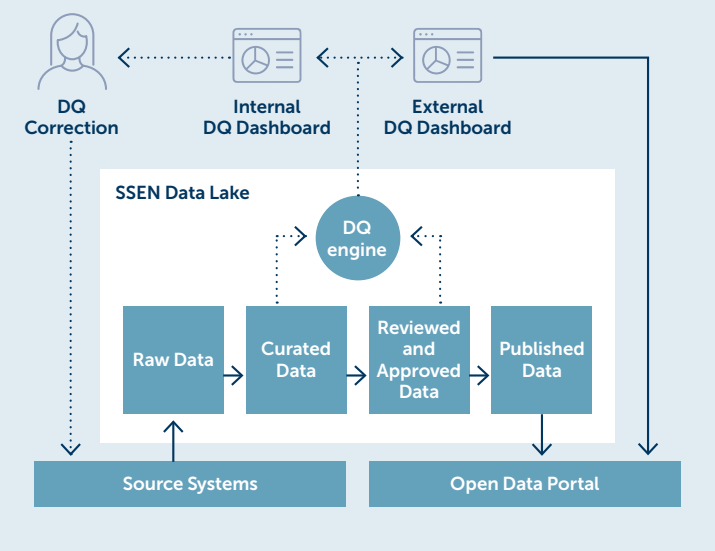 DQ
Correction
Internal
DQ Dashboard
External
DQ Dashboard
SSEN Data Lake
DQ
engine
Raw Data
Curated
Data
Reviewed
and
Approved
Data
Published
Data
Source Systems
Open Data Portal